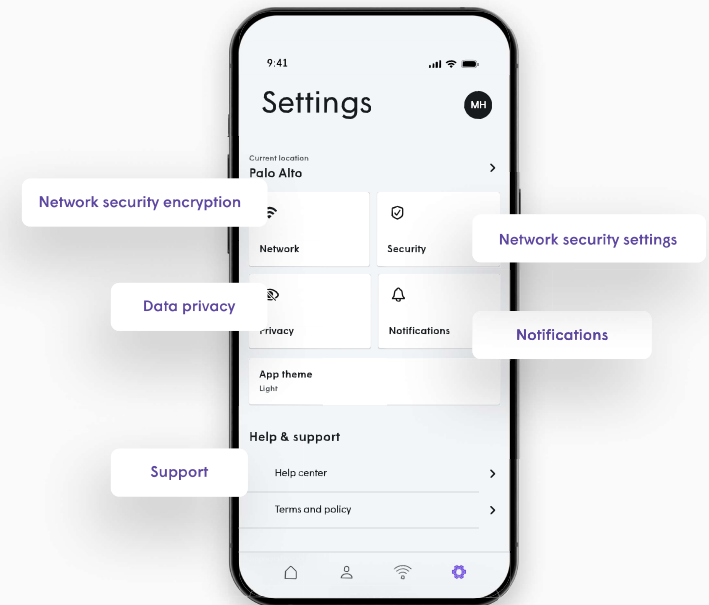 9:41
Settings
MH
Current location
Palo Alto
Network security encryption
Network
Security
Network security settings
Data privacy
Privacy
Notifications
Notifications
App theme
Light
Help & support
Support
Help center
Terms and policy